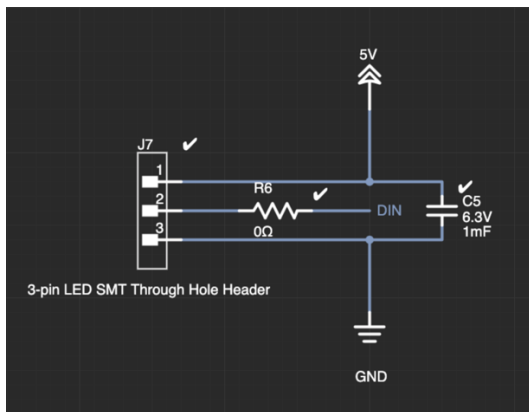 5V
J7
1
R6
2
DIN
C5
6.3V
1mF
3
0Ω
3-pin LED SMT Through Hole Header
GND